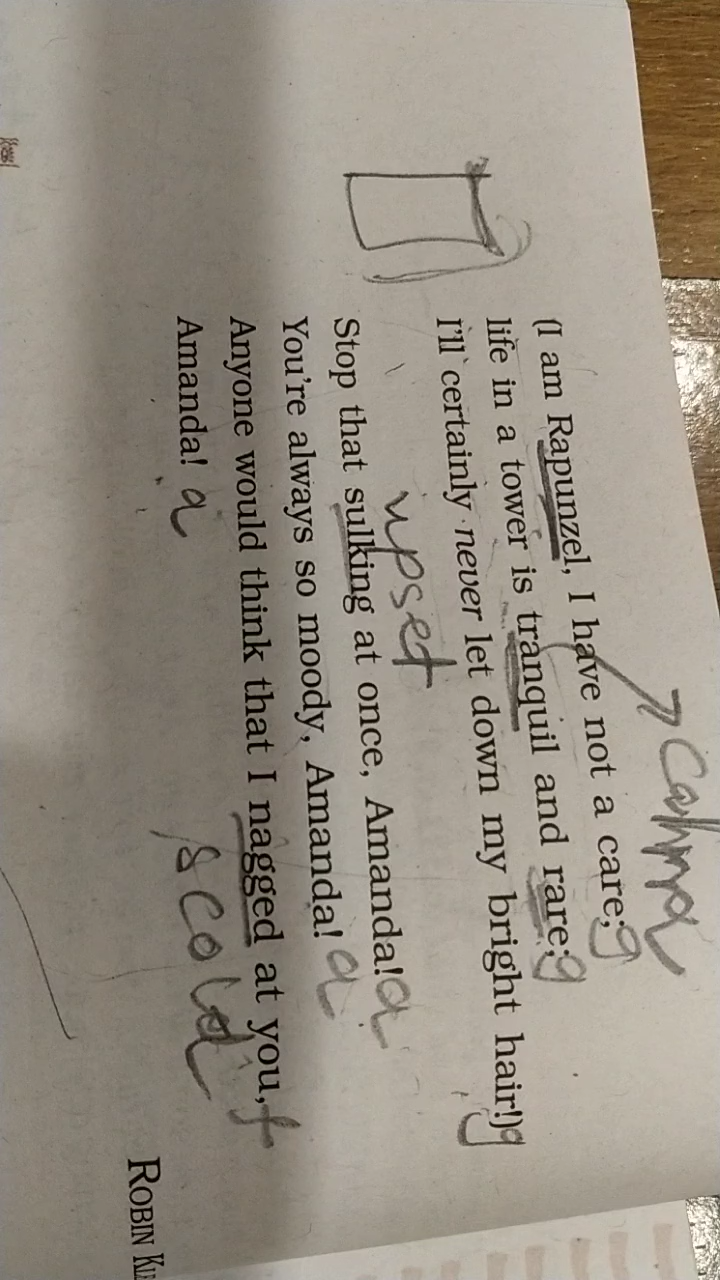 (I am Rapunzel, I have not a care; g
life in a tower is tranquil and rare; g
I'll certainly never let down my bright hair!) g
upset
Stop that sulking at once, Amanda! a
You're always so moody, Amanda! a
Anyone would think that I nagged at you, f
scold
Amanda! a
ROBIN